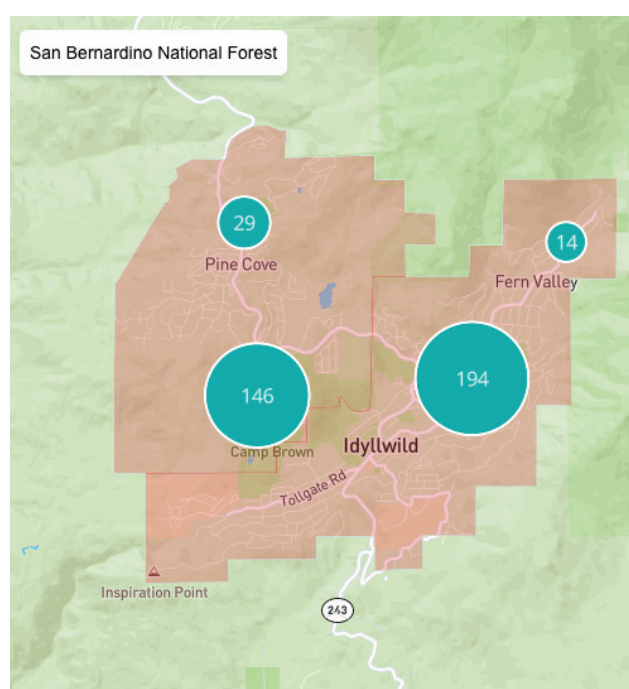 San Bernardino National Forest
29
14
Pine Cove
Fern Valley
146
194
Idyllwild
Camp Brown
Tollgate Rd
Inspiration Point
243